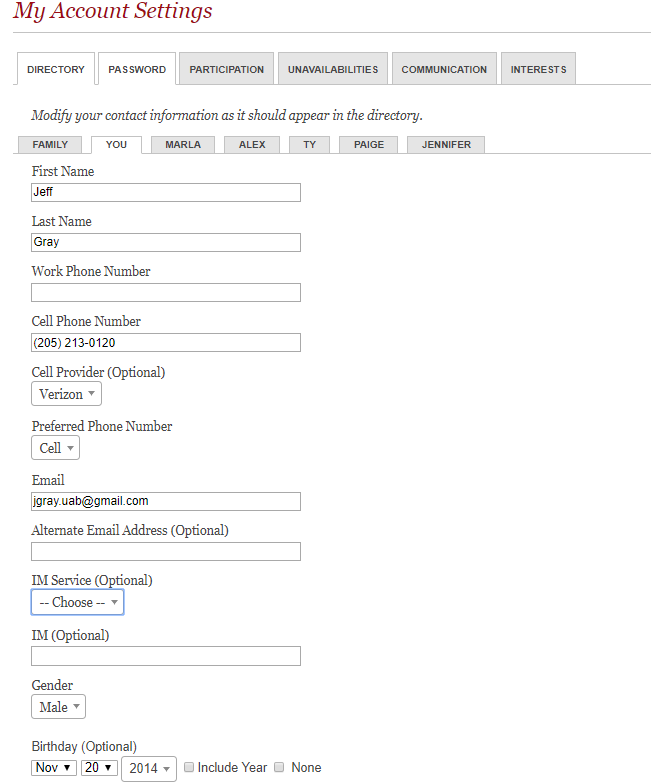 My Account Settings
DIRECTORY PASSWORD PARTICIPATION UNAVAILABILITIES COMMUNICATION INTERESTS
Modify your contact information as it should appear in the directory.
FAMILY YOU MARLA ALEX TY PAIGE JENNIFER
First Name
Jeff
Last Name
Gray
Work Phone Number
Cell Phone Number
(205) 213-0120
Cell Provider (Optional)
Verizon
Preferred Phone Number
Cell
Email
jgray.uab@gmail.com
Alternate Email Address (Optional)
IM Service (Optional)
-- Choose --
IM (Optional)
Gender
Male
Birthday (Optional)
Nov 20 2014 Include Year None